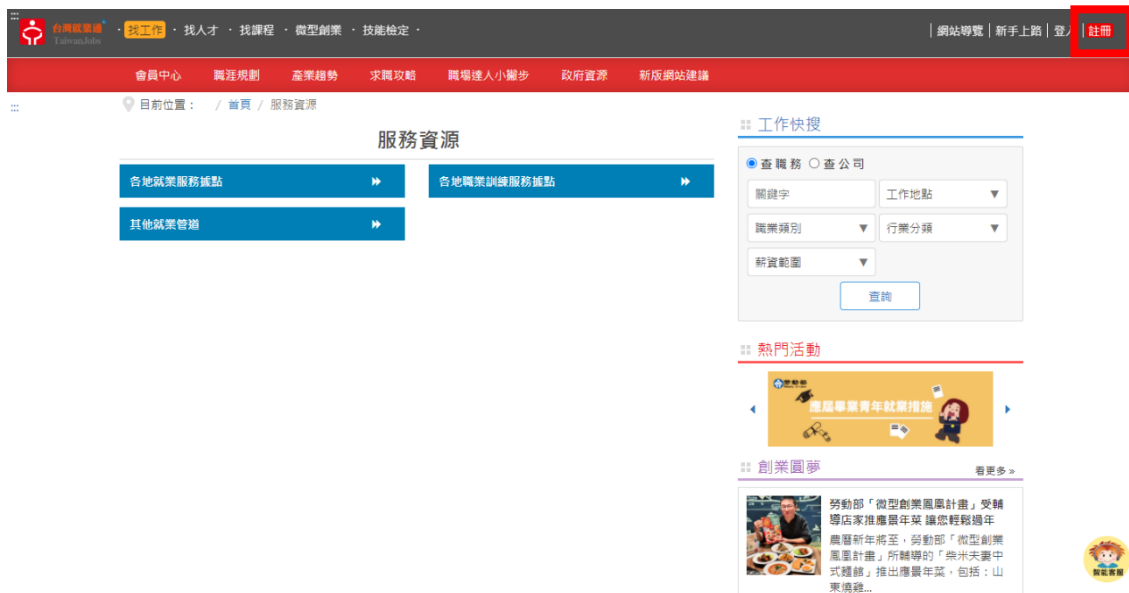 :::
台灣就業通
TaiwanJobs
· 找工作 · 找人才 · 找課程 · 微型創業 · 技能檢定 ·
│網站導覽│新手上路│登入│註冊
會員中心 職涯規劃 產業趨勢 求職攻略 職場達人小撇步 政府資源 新版網站建議
:::
目前位置： / 首頁 / 服務資源
服務資源
各地就業服務據點
各地職業訓練服務據點
其他就業管道
工作快搜
查職務 查公司
關鍵字 工作地點 ▼
職業類別 ▼ 行業分類 ▼
薪資範圍 ▼
查詢
熱門活動
勞動部
應屆畢業青年就業措施
創業圓夢
看更多 »
勞動部「微型創業鳳凰計畫」受輔
導店家推應景年菜 讓您輕鬆過年
農曆新年將至，勞動部「微型創業
鳳凰計畫」所輔導的「柴米夫妻中
式麵館」推出應景年菜，包括：山
東燒雞...
智能客服